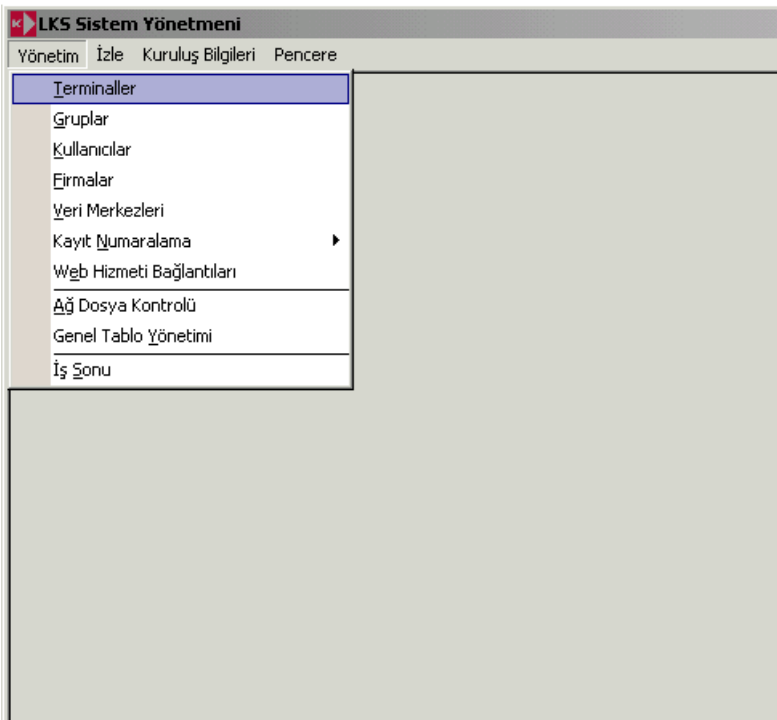 LKS Sistem Yönetmeni
Yönetim İzle Kuruluş Bilgileri Pencere
Terminaller
Gruplar
Kullanıcılar
Firmalar
Veri Merkezleri
Kayıt Numaralama
Web Hizmeti Bağlantıları
Ağ Dosya Kontrolü
Genel Tablo Yönetimi
İş Sonu